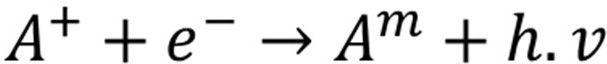 A⁺ + e⁻ → Aᵐ + h.v